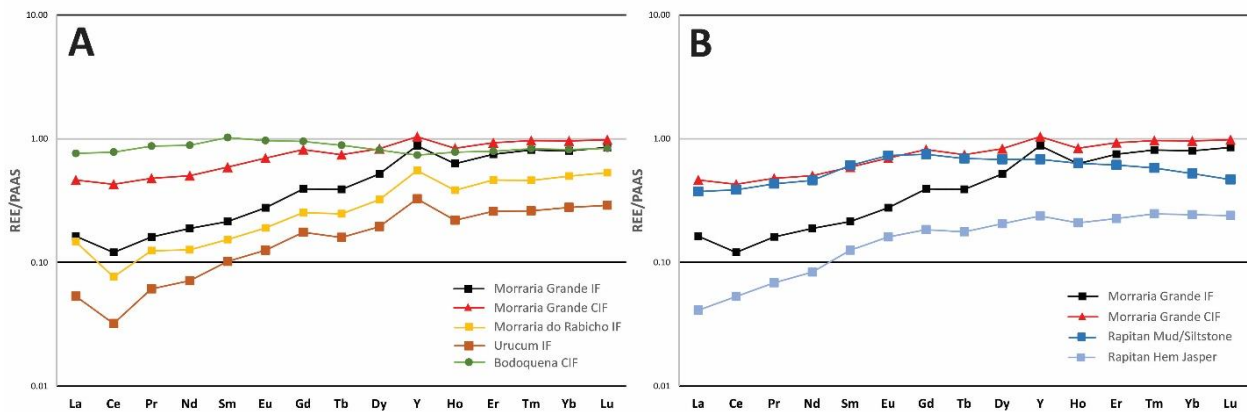 A
10.00
1.00
0.10
0.01
REE/PAAS
La Ce Pr Nd Sm Eu Gd Tb Dy Y Ho Er Tm Yb Lu
Morraria Grande IF
Morraria Grande CIF
Morraria do Rabicho IF
Urucum IF
Bodoquena CIF
B
10.00
1.00
0.10
0.01
REE/PAAS
La Ce Pr Nd Sm Eu Gd Tb Dy Y Ho Er Tm Yb Lu
Morraria Grande IF
Morraria Grande CIF
Rapitan Mud/Siltstone
Rapitan Hem Jasper